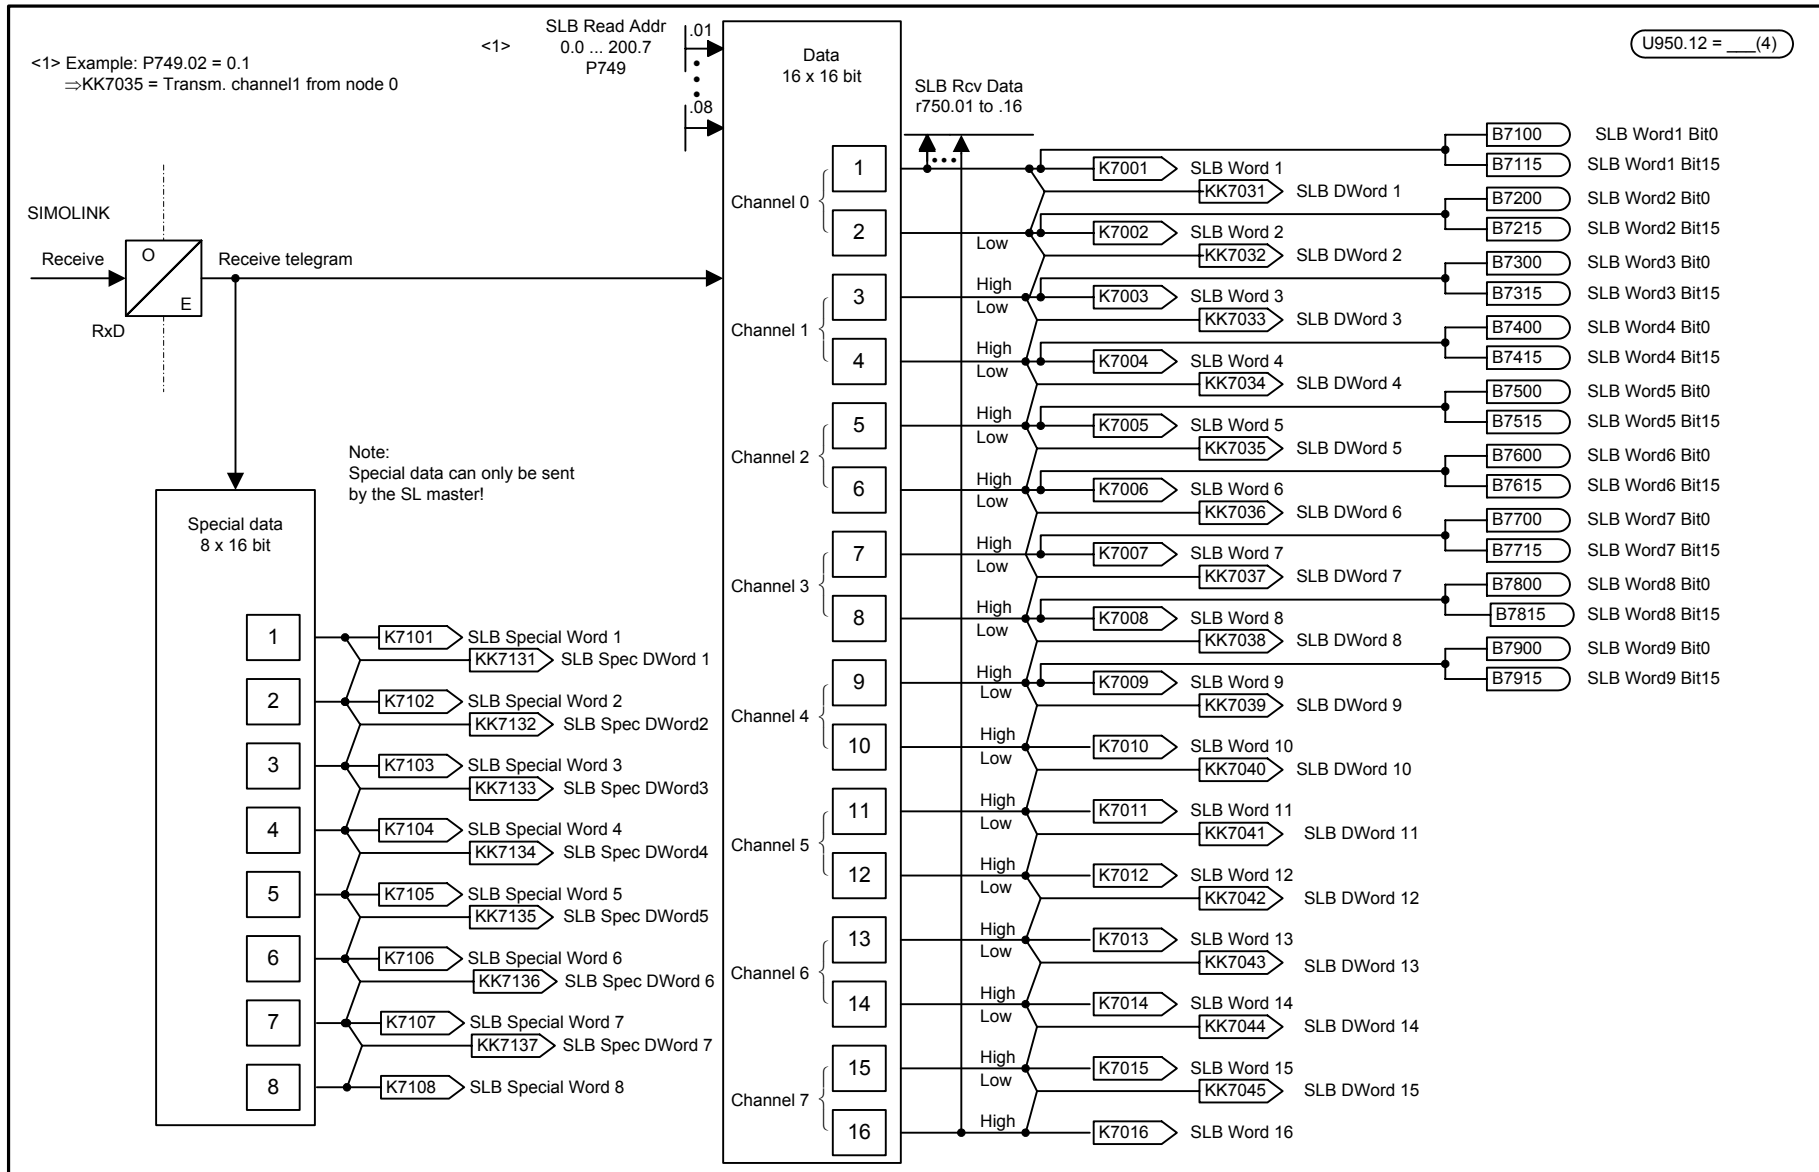 <1> Example: P749.02 = 0.1
⇒KK7035 = Transm. channel1 from node 0
<1>
SLB Read Addr
0.0 ... 200.7
P749
.01
.08
Data
16 x 16 bit
SLB Rcv Data
r750.01 to .16
U950.12 = ___(4)
SIMOLINK
Receive
O
E
RxD
Receive telegram
Note:
Special data can only be sent
by the SL master!
Special data
8 x 16 bit
1
K7101 SLB Special Word 1
KK7131 SLB Spec DWord 1
2
K7102 SLB Special Word 2
KK7132 SLB Spec DWord2
3
K7103 SLB Special Word 3
KK7133 SLB Spec DWord3
4
K7104 SLB Special Word 4
KK7134 SLB Spec DWord4
5
K7105 SLB Special Word 5
KK7135 SLB Spec DWord5
6
K7106 SLB Special Word 6
KK7136 SLB Spec DWord 6
7
K7107 SLB Special Word 7
KK7137 SLB Spec DWord 7
8
K7108 SLB Special Word 8
Channel 0
1
2
Channel 1
3
4
Channel 2
5
6
Channel 3
7
8
Channel 4
9
10
Channel 5
11
12
Channel 6
13
14
Channel 7
15
16
Low
High
Low
High
Low
High
Low
High
Low
High
Low
High
Low
High
Low
High
Low
High
Low
High
Low
High
Low
High
Low
High
Low
High
Low
High
K7001 SLB Word 1
KK7031 SLB DWord 1
K7002 SLB Word 2
KK7032 SLB DWord 2
K7003 SLB Word 3
KK7033 SLB DWord 3
K7004 SLB Word 4
KK7034 SLB DWord 4
K7005 SLB Word 5
KK7035 SLB DWord 5
K7006 SLB Word 6
KK7036 SLB DWord 6
K7007 SLB Word 7
KK7037 SLB DWord 7
K7008 SLB Word 8
KK7038 SLB DWord 8
K7009 SLB Word 9
KK7039 SLB DWord 9
K7010 SLB Word 10
KK7040 SLB DWord 10
K7011 SLB Word 11
KK7041 SLB DWord 11
K7012 SLB Word 12
KK7042 SLB DWord 12
K7013 SLB Word 13
KK7043 SLB DWord 13
K7014 SLB Word 14
KK7044 SLB DWord 14
K7015 SLB Word 15
KK7045 SLB DWord 15
K7016 SLB Word 16
B7100 SLB Word1 Bit0
B7115 SLB Word1 Bit15
B7200 SLB Word2 Bit0
B7215 SLB Word2 Bit15
B7300 SLB Word3 Bit0
B7315 SLB Word3 Bit15
B7400 SLB Word4 Bit0
B7415 SLB Word4 Bit15
B7500 SLB Word5 Bit0
B7515 SLB Word5 Bit15
B7600 SLB Word6 Bit0
B7615 SLB Word6 Bit15
B7700 SLB Word7 Bit0
B7715 SLB Word7 Bit15
B7800 SLB Word8 Bit0
B7815 SLB Word8 Bit15
B7900 SLB Word9 Bit0
B7915 SLB Word9 Bit15